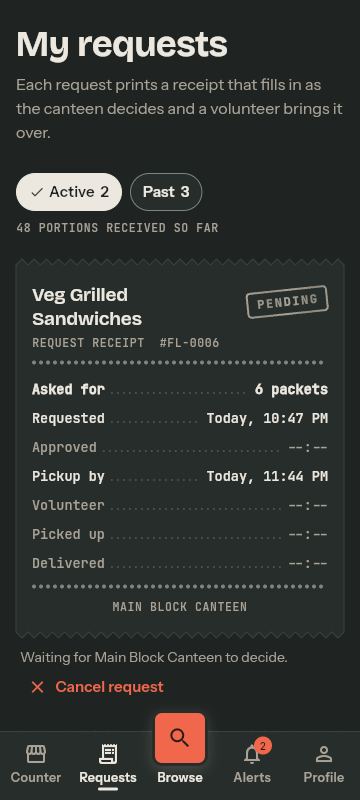 My requests
Each request prints a receipt that fills in as
the canteen decides and a volunteer brings it
over.
Active 2
Past 3
48 PORTIONS RECEIVED SO FAR
Veg Grilled
Sandwiches
PENDING
REQUEST RECEIPT #FL-0006
Asked for 6 packets
Requested Today, 10:47 PM
Approved --:--
Pickup by Today, 11:44 PM
Volunteer --:--
Picked up --:--
Delivered --:--
MAIN BLOCK CANTEEN
Waiting for Main Block Canteen to decide.
Cancel request
2
Counter Requests Browse Alerts Profile